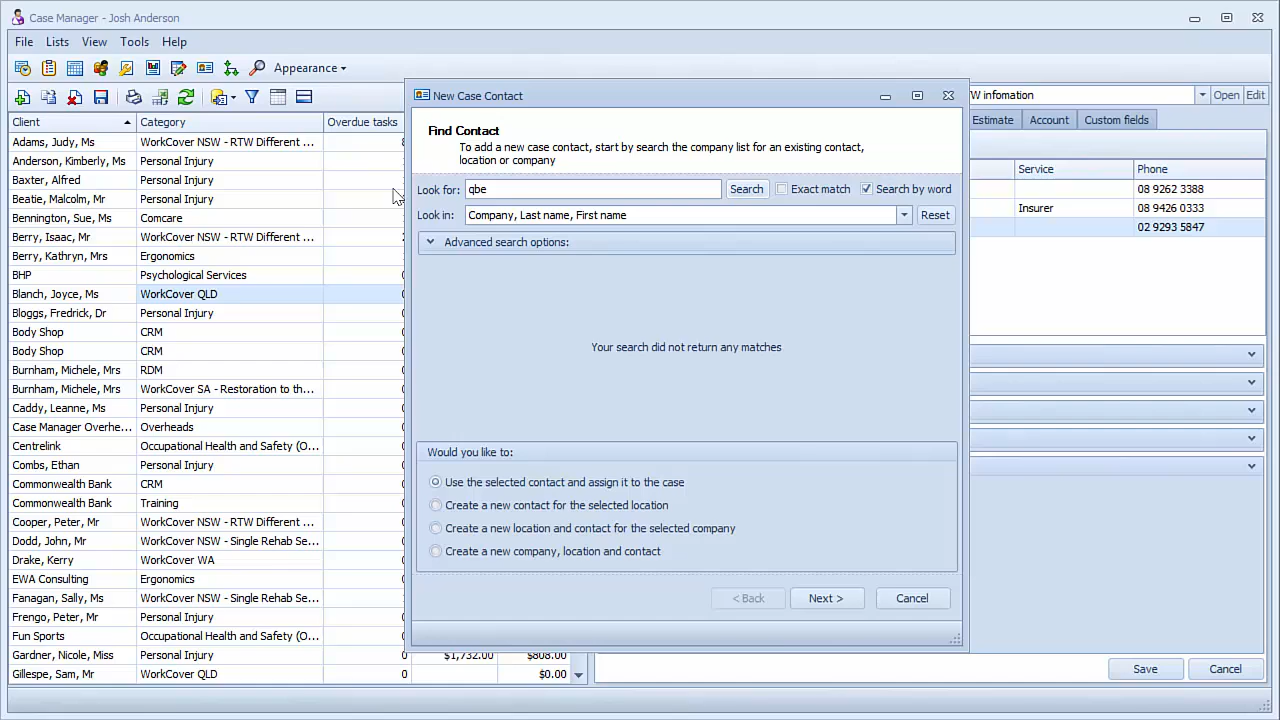 Case Manager - Josh Anderson
File Lists View Tools Help
Appearance
Client Category Overdue tasks
Adams, Judy, Ms WorkCover NSW - RTW Different ...
Anderson, Kimberly, Ms Personal Injury
Baxter, Alfred Personal Injury
Beatie, Malcolm, Mr Personal Injury
Bennington, Sue, Ms Comcare
Berry, Isaac, Mr WorkCover NSW - RTW Different ...
Berry, Kathryn, Mrs Ergonomics
BHP Psychological Services
Blanch, Joyce, Ms WorkCover QLD
Bloggs, Fredrick, Dr Personal Injury
Body Shop CRM
Body Shop CRM
Burnham, Michele, Mrs RDM
Burnham, Michele, Mrs WorkCover SA - Restoration to th...
Caddy, Leanne, Ms Personal Injury
Case Manager Overhe... Overheads
Centrelink Occupational Health and Safety (O...
Combs, Ethan Personal Injury
Commonwealth Bank CRM
Commonwealth Bank Training
Cooper, Peter, Mr WorkCover NSW - RTW Different ...
Dodd, John, Mr WorkCover NSW - Single Rehab Se...
Drake, Kerry WorkCover WA
EWA Consulting Ergonomics
Fanagan, Sally, Ms WorkCover NSW - Single Rehab Se...
Frengo, Peter, Mr Personal Injury
Fun Sports Occupational Health and Safety (O...
Gardner, Nicole, Miss Personal Injury 0 $1,732.00 $808.00
Gillespe, Sam, Mr WorkCover QLD 0 $0.00
New Case Contact
Find Contact
To add a new case contact, start by search the company list for an existing contact,
location or company
Look for: qbe Search Exact match Search by word
Look in: Company, Last name, First name Reset
Advanced search options:
Your search did not return any matches
Would you like to:
Use the selected contact and assign it to the case
Create a new contact for the selected location
Create a new location and contact for the selected company
Create a new company, location and contact
< Back Next > Cancel
W infomation Open Edit
Estimate Account Custom fields
Service Phone
08 9262 3388
Insurer 08 9426 0333
02 9293 5847
Save Cancel